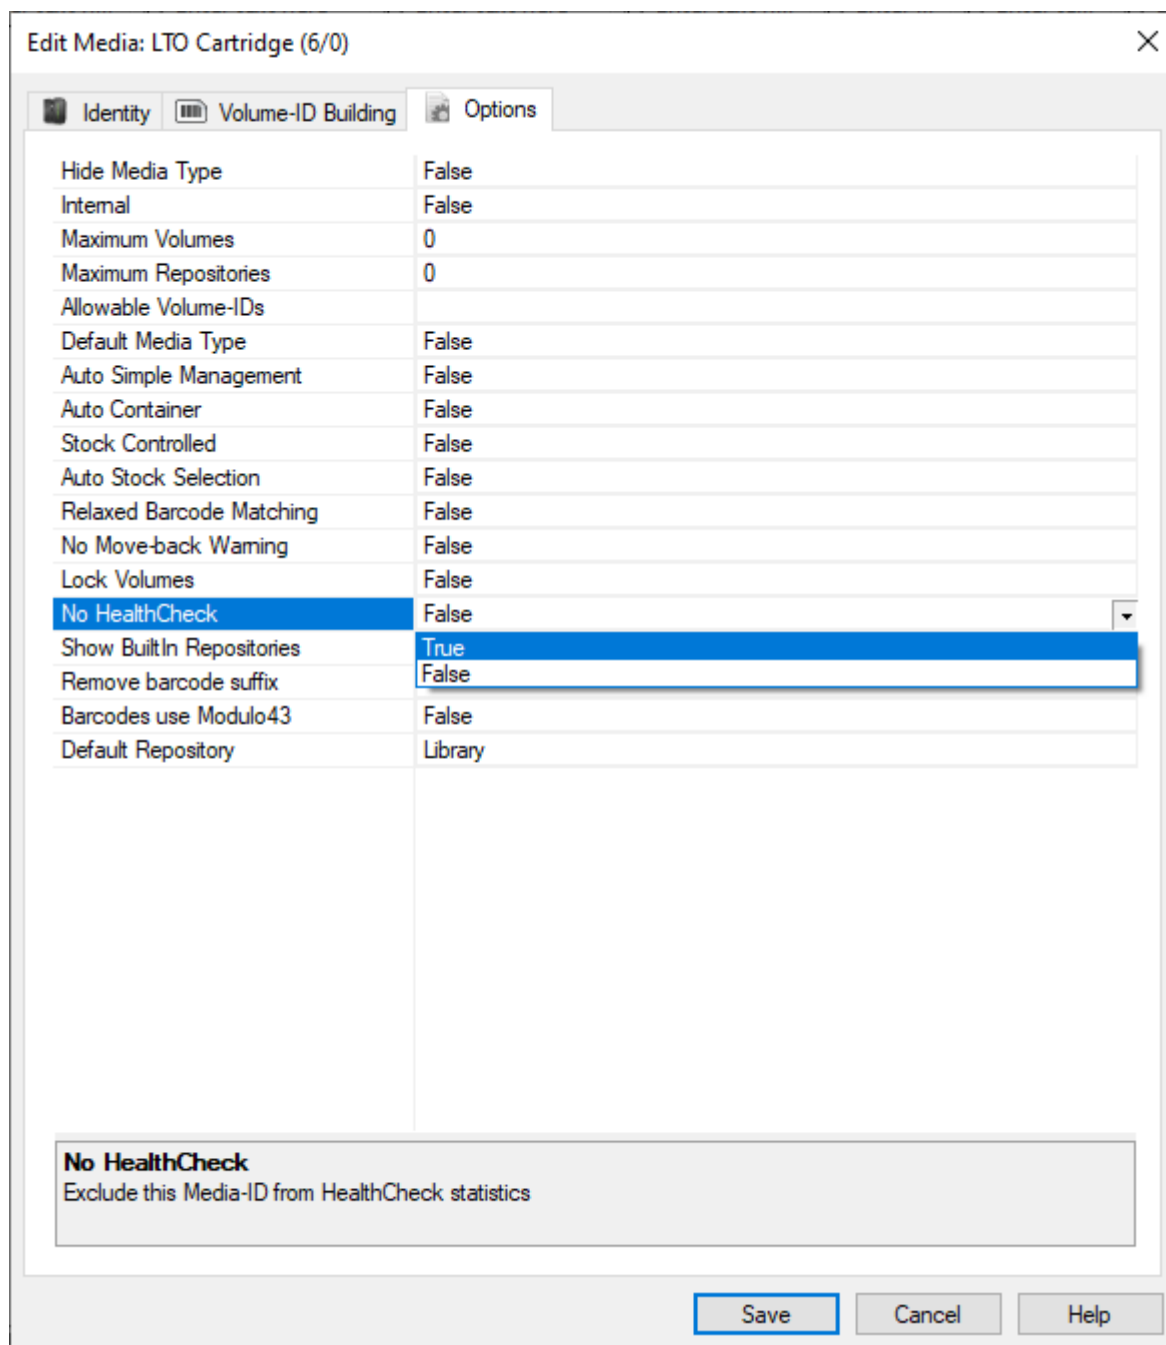 Edit Media: LTO Cartridge (6/0)
Identity Volume-ID Building Options
Hide Media Type False
Internal False
Maximum Volumes 0
Maximum Repositories 0
Allowable Volume-IDs
Default Media Type False
Auto Simple Management False
Auto Container False
Stock Controlled False
Auto Stock Selection False
Relaxed Barcode Matching False
No Move-back Warning False
Lock Volumes False
No HealthCheck False
Show BuiltIn Repositories True
Remove barcode suffix False
Barcodes use Modulo43 False
Default Repository Library
No HealthCheck
Exclude this Media-ID from HealthCheck statistics
Save Cancel Help